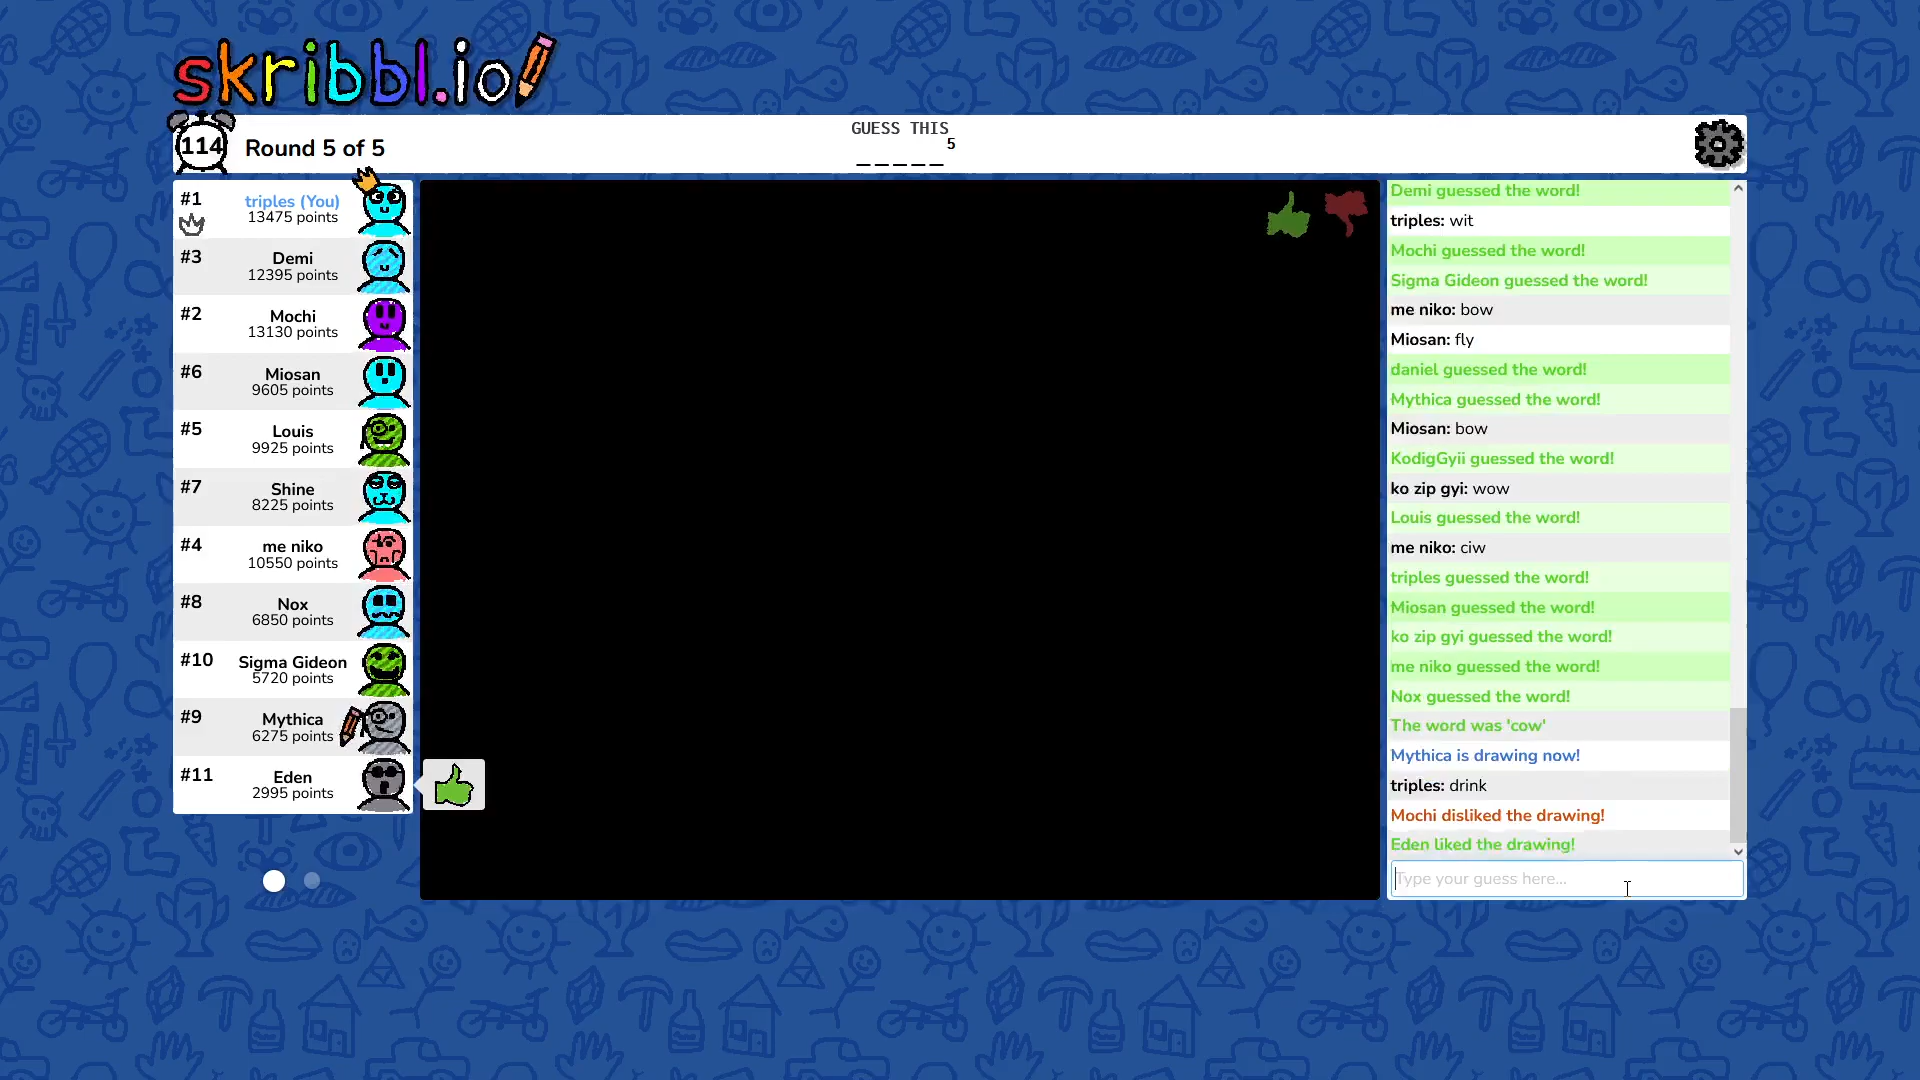 skribbl.io
114
Round 5 of 5
GUESS THIS
5
_ _ _ _ _
#1
triples (You)
13475 points
#3
Demi
12395 points
#2
Mochi
13130 points
#6
Miosan
9605 points
#5
Louis
9925 points
#7
Shine
8225 points
#4
me niko
10550 points
#8
Nox
6850 points
#10
Sigma Gideon
5720 points
#9
Mythica
6275 points
#11
Eden
2995 points
Demi guessed the word!
triples: wit
Mochi guessed the word!
Sigma Gideon guessed the word!
me niko: bow
Miosan: fly
daniel guessed the word!
Mythica guessed the word!
Miosan: bow
KodigGyii guessed the word!
ko zip gyi: wow
Louis guessed the word!
me niko: ciw
triples guessed the word!
Miosan guessed the word!
ko zip gyi guessed the word!
me niko guessed the word!
Nox guessed the word!
The word was 'cow'
Mythica is drawing now!
triples: drink
Mochi disliked the drawing!
Eden liked the drawing!
Type your guess here...